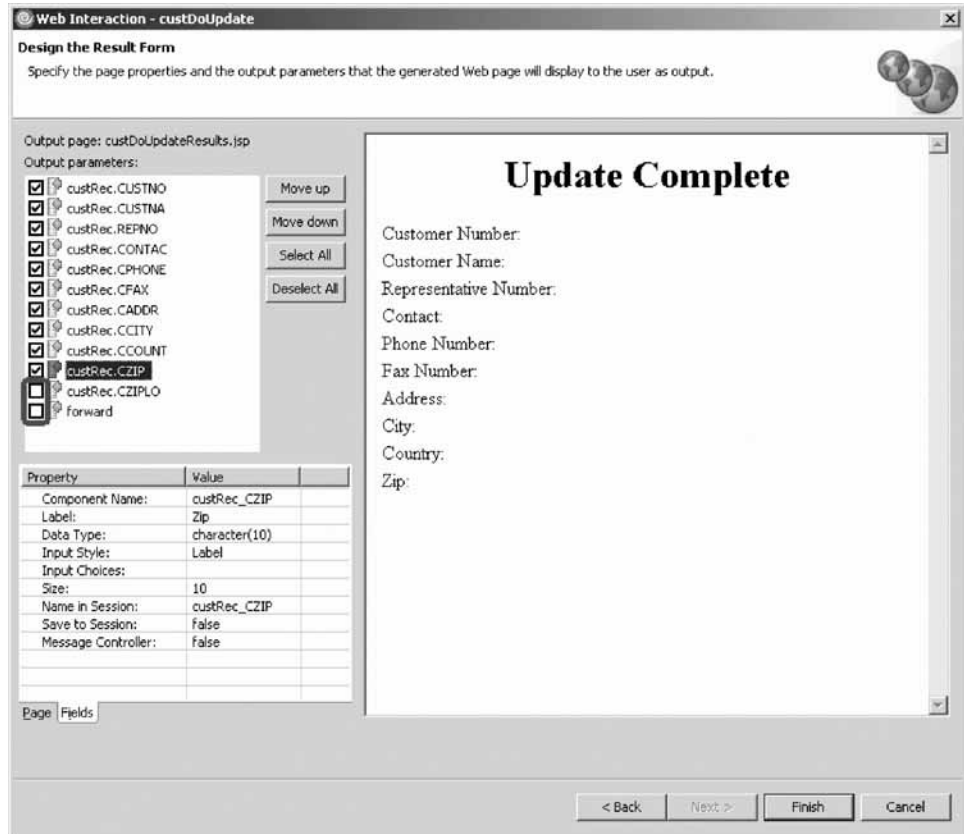 Web Interaction - custDoUpdate
Design the Result Form
Specify the page properties and the output parameters that the generated Web page will display to the user as output.
Output page: custDoUpdateResults.jsp
Output parameters:
custRec.CUSTNO
custRec.CUSTNA
custRec.REPNO
custRec.CONTAC
custRec.CPHONE
custRec.CFAX
custRec.CADDR
custRec.CCITY
custRec.CCOUNT
custRec.CZIP
custRec.CZIPLO
forward
Move up
Move down
Select All
Deselect All
Property Value
Component Name: custRec_CZIP
Label: Zip
Data Type: character(10)
Input Style: Label
Input Choices:
Size: 10
Name in Session: custRec_CZIP
Save to Session: false
Message Controller: false
Page Fields
Update Complete
Customer Number:
Customer Name:
Representative Number:
Contact:
Phone Number:
Fax Number:
Address:
City:
Country:
Zip:
< Back Next > Finish Cancel